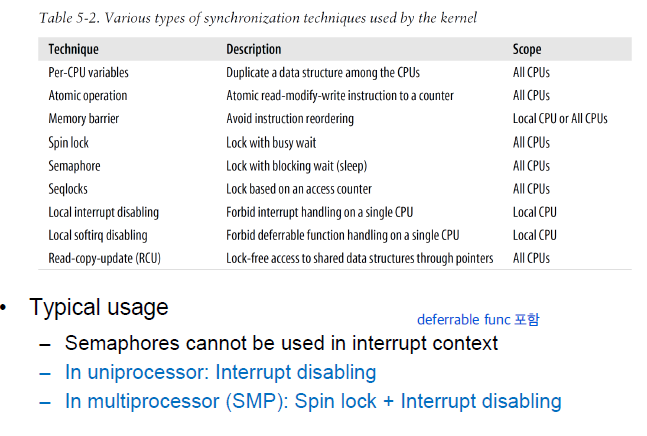 Table 5-2. Various types of synchronization techniques used by the kernel
Technique Description Scope
Per-CPU variables Duplicate a data structure among the CPUs All CPUs
Atomic operation Atomic read-modify-write instruction to a counter All CPUs
Memory barrier Avoid instruction reordering Local CPU or All CPUs
Spin lock Lock with busy wait All CPUs
Semaphore Lock with blocking wait (sleep) All CPUs
Seqlocks Lock based on an access counter All CPUs
Local interrupt disabling Forbid interrupt handling on a single CPU Local CPU
Local softirq disabling Forbid deferrable function handling on a single CPU Local CPU
Read-copy-update (RCU) Lock-free access to shared data structures through pointers All CPUs
• Typical usage
deferrable func 포함
– Semaphores cannot be used in interrupt context
– In uniprocessor: Interrupt disabling
– In multiprocessor (SMP): Spin lock + Interrupt disabling